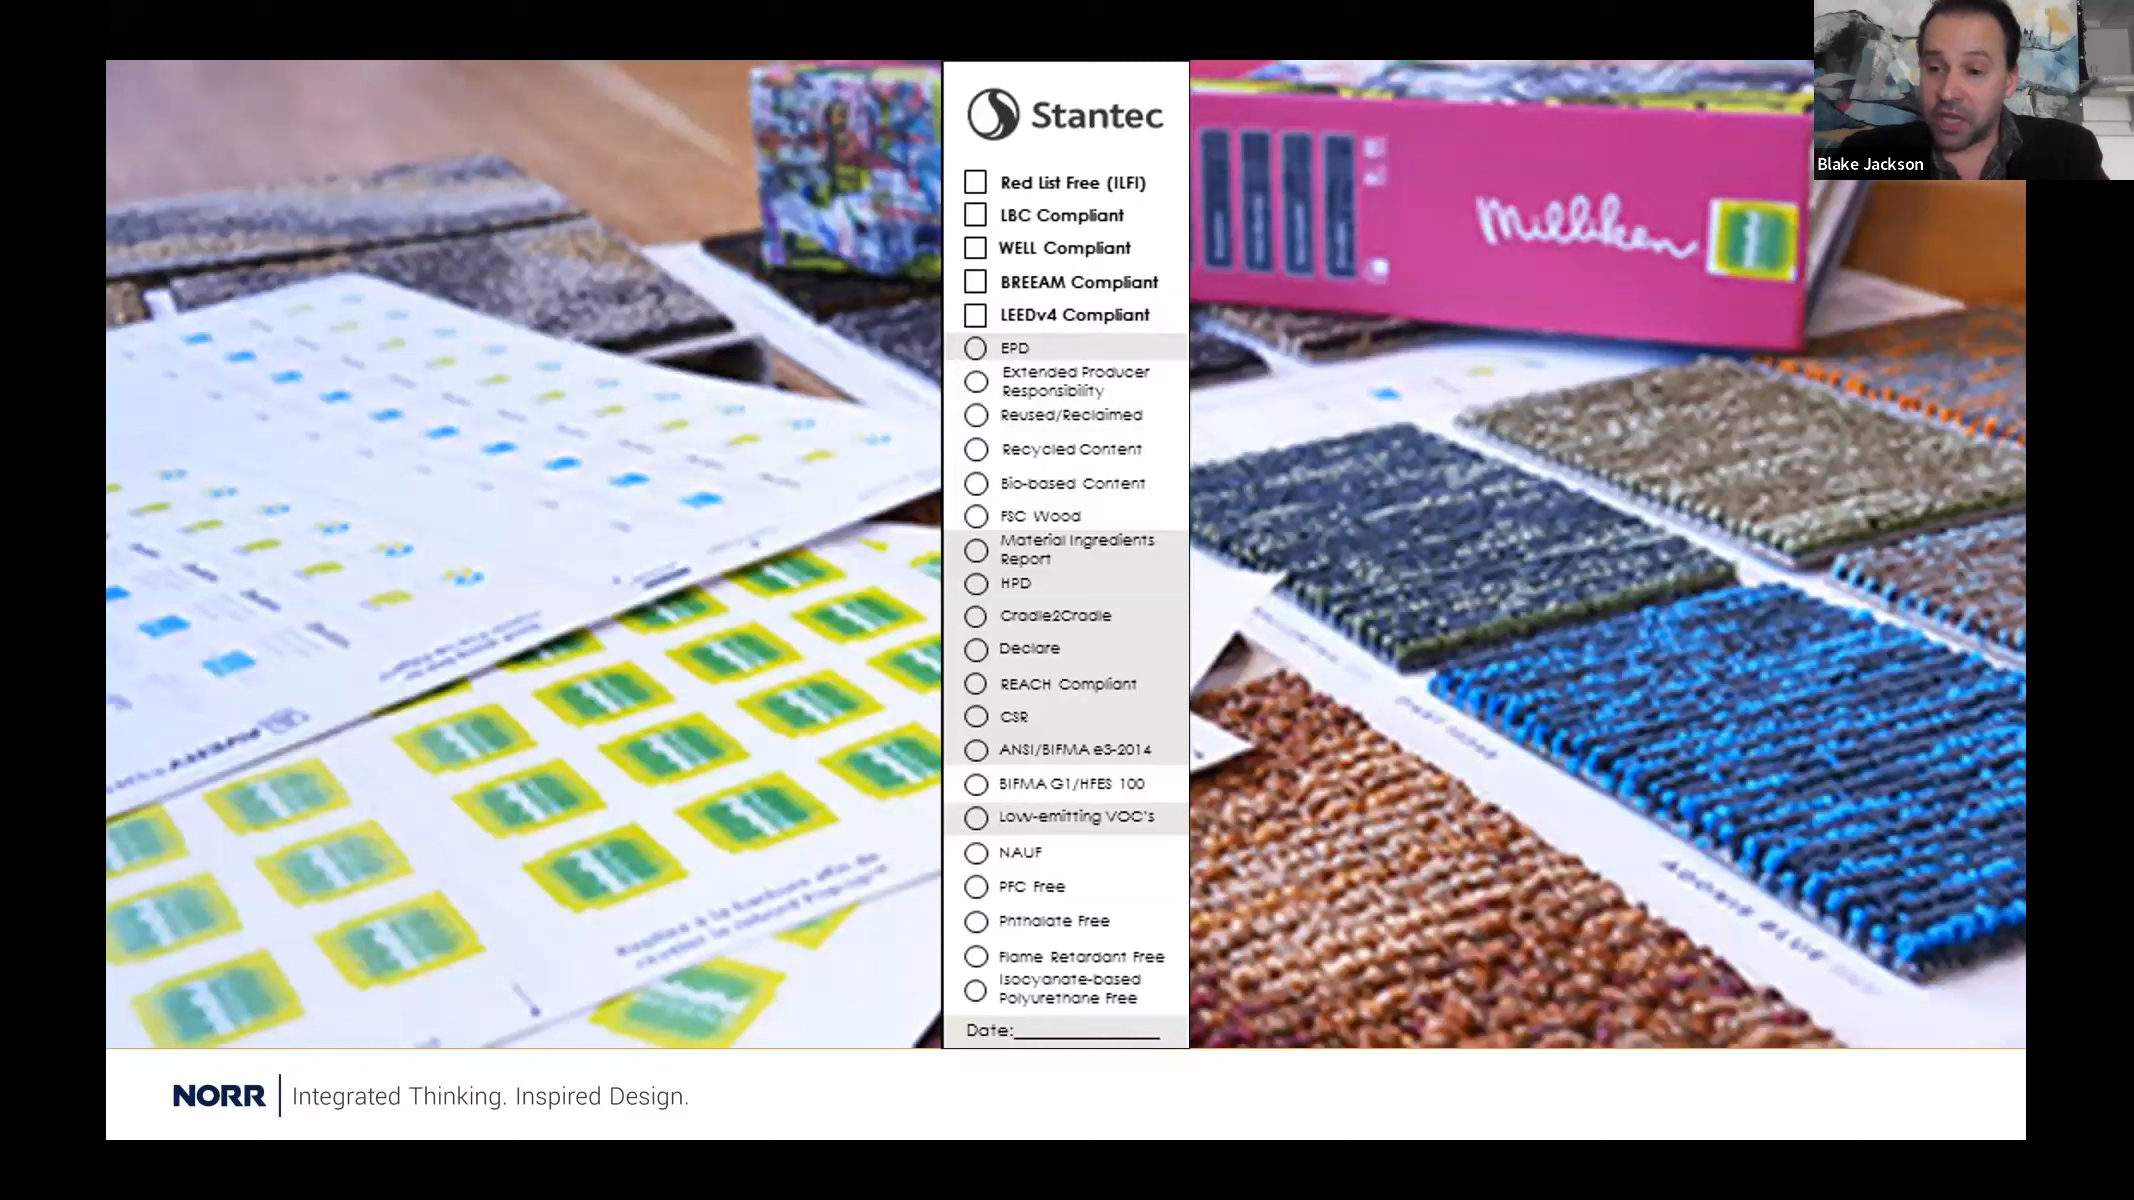 Blake Jackson
Stantec
Red List Free (ILFI)
LBC Compliant
WELL Compliant
BREEAM Compliant
LEEDv4 Compliant
EPD
Extended Producer
Responsibility
Reused/Reclaimed
Recycled Content
Bio-based Content
FSC Wood
Material Ingredients
Report
HPD
Cradle2Cradle
Declare
REACH Compliant
CSR
ANSI/BIFMA e3-2014
BIFMA G1/HFES 100
Low-emitting VOC's
NAUF
PFC Free
Phthalate Free
Flame Retardant Free
Isocyanate-based
Polyurethane Free
Date:
Milliken
NORR
Integrated Thinking. Inspired Design.